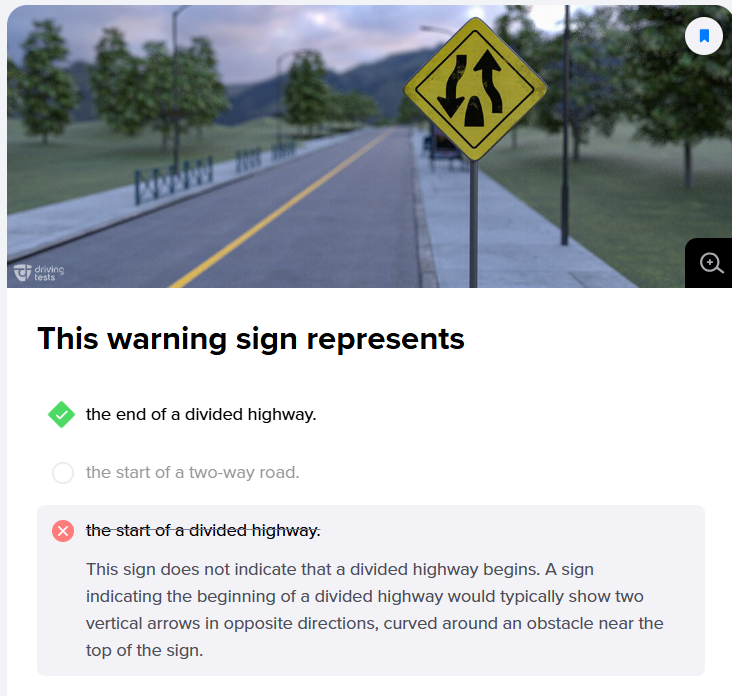 driving
tests
This warning sign represents
the end of a divided highway.
the start of a two-way road.
the start of a divided highway.
This sign does not indicate that a divided highway begins. A sign
indicating the beginning of a divided highway would typically show two
vertical arrows in opposite directions, curved around an obstacle near the
top of the sign.